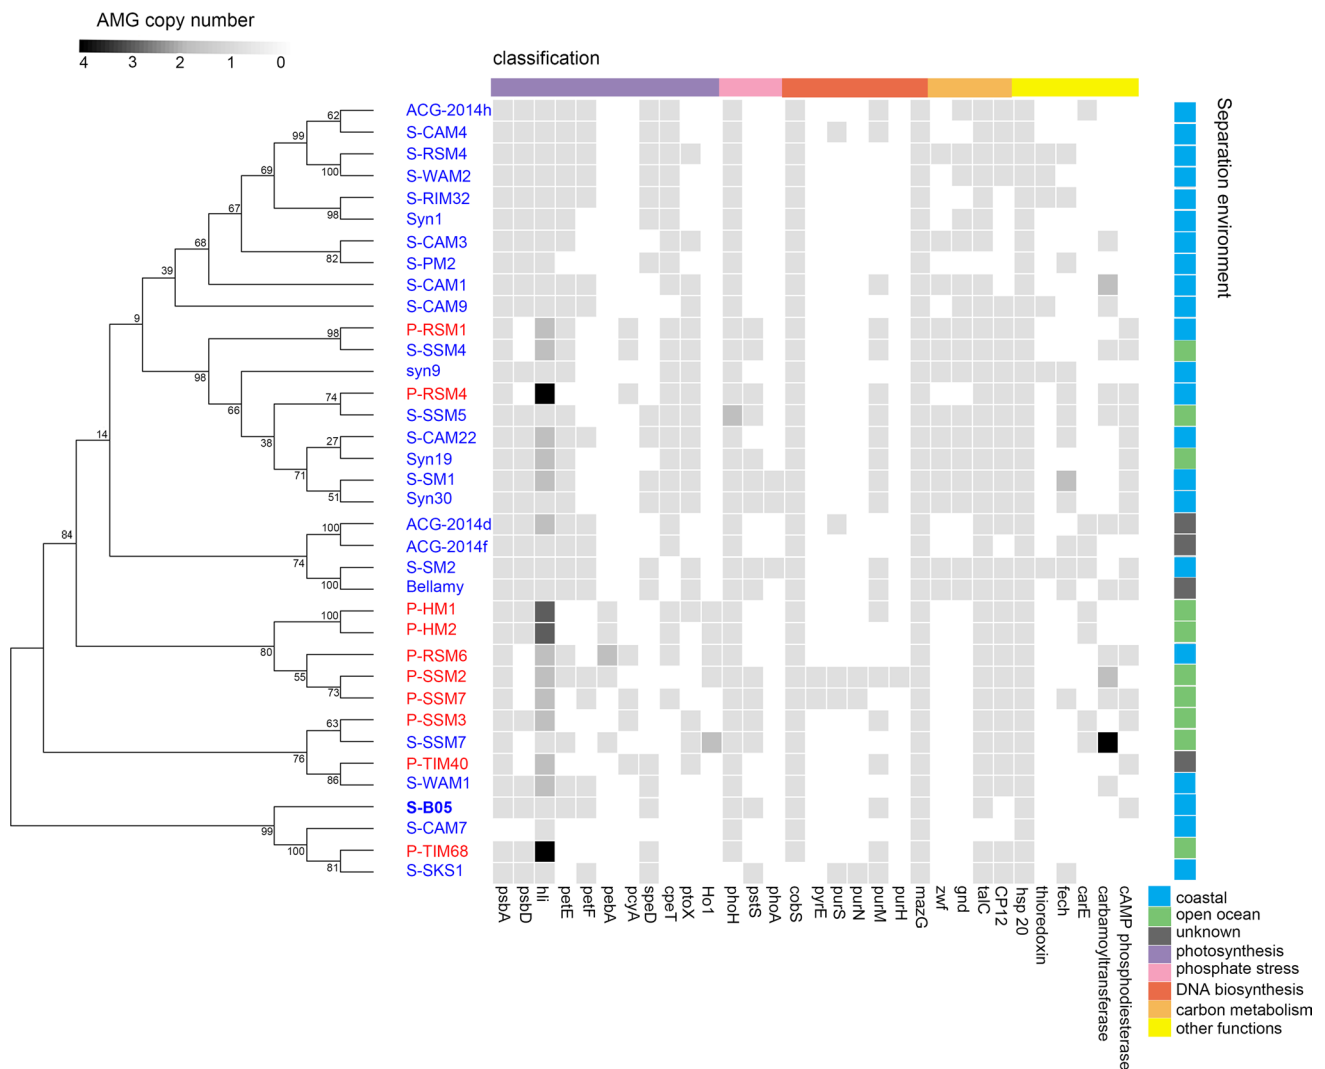 AMG copy number
4 3 2 1 0
classification
Separation environment
ACG-2014h
S-CAM4
S-RSM4
S-WAM2
S-RIM32
Syn1
S-CAM3
S-PM2
S-CAM1
S-CAM9
P-RSM1
S-SSM4
syn9
P-RSM4
S-SSM5
S-CAM22
Syn19
S-SM1
Syn30
ACG-2014d
ACG-2014f
S-SM2
Bellamy
P-HM1
P-HM2
P-RSM6
P-SSM2
P-SSM7
P-SSM3
S-SSM7
P-TIM40
S-WAM1
S-B05
S-CAM7
P-TIM68
S-SKS1
62
99
100
69
98
67
82
68
39
9
98
98
74
66
38
27
71
51
14
100
74
100
84
100
80
55
73
63
76
86
99
100
81
psbA
psbD
hli
petE
petF
pebA
pcyA
speD
cpeT
ptoX
Ho1
phoH
pstS
phoA
cobS
pyrE
purS
purN
purM
purH
mazG
zwf
gnd
talC
CP12
hsp 20
thioredoxin
fech
carE
carbamoyltransferase
cAMP phosphodiesterase
coastal
open ocean
unknown
photosynthesis
phosphate stress
DNA biosynthesis
carbon metabolism
other functions